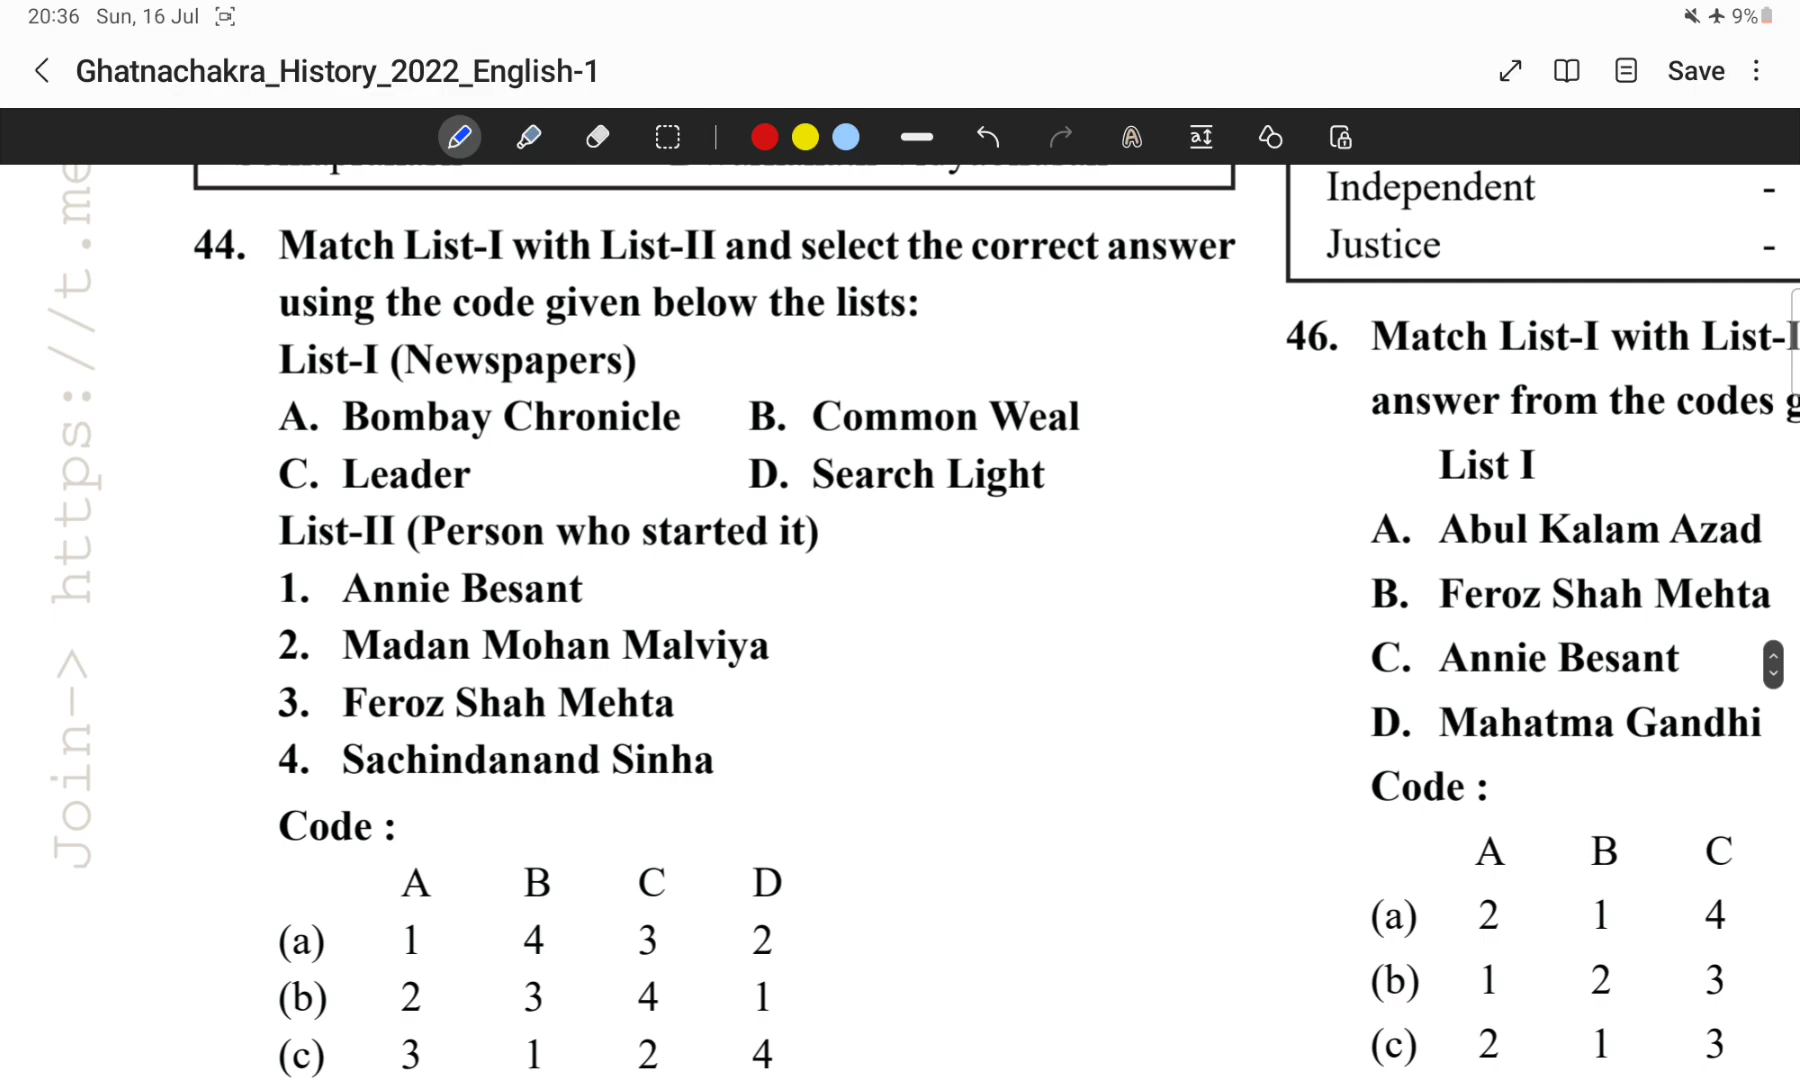 20:36 Sun, 16 Jul
9%
Ghatnachakra_History_2022_English-1
Save
Join-> https://t.me
44. Match List-I with List-II and select the correct answer
using the code given below the lists:
List-I (Newspapers)
A. Bombay Chronicle B. Common Weal
C. Leader D. Search Light
List-II (Person who started it)
1. Annie Besant
2. Madan Mohan Malviya
3. Feroz Shah Mehta
4. Sachindanand Sinha
Code :
A B C D
(a) 1 4 3 2
(b) 2 3 4 1
(c) 3 1 2 4
Independent -
Justice -
46. Match List-I with List-I
answer from the codes g
List I
A. Abul Kalam Azad
B. Feroz Shah Mehta
C. Annie Besant
D. Mahatma Gandhi
Code :
A B C
(a) 2 1 4
(b) 1 2 3
(c) 2 1 3